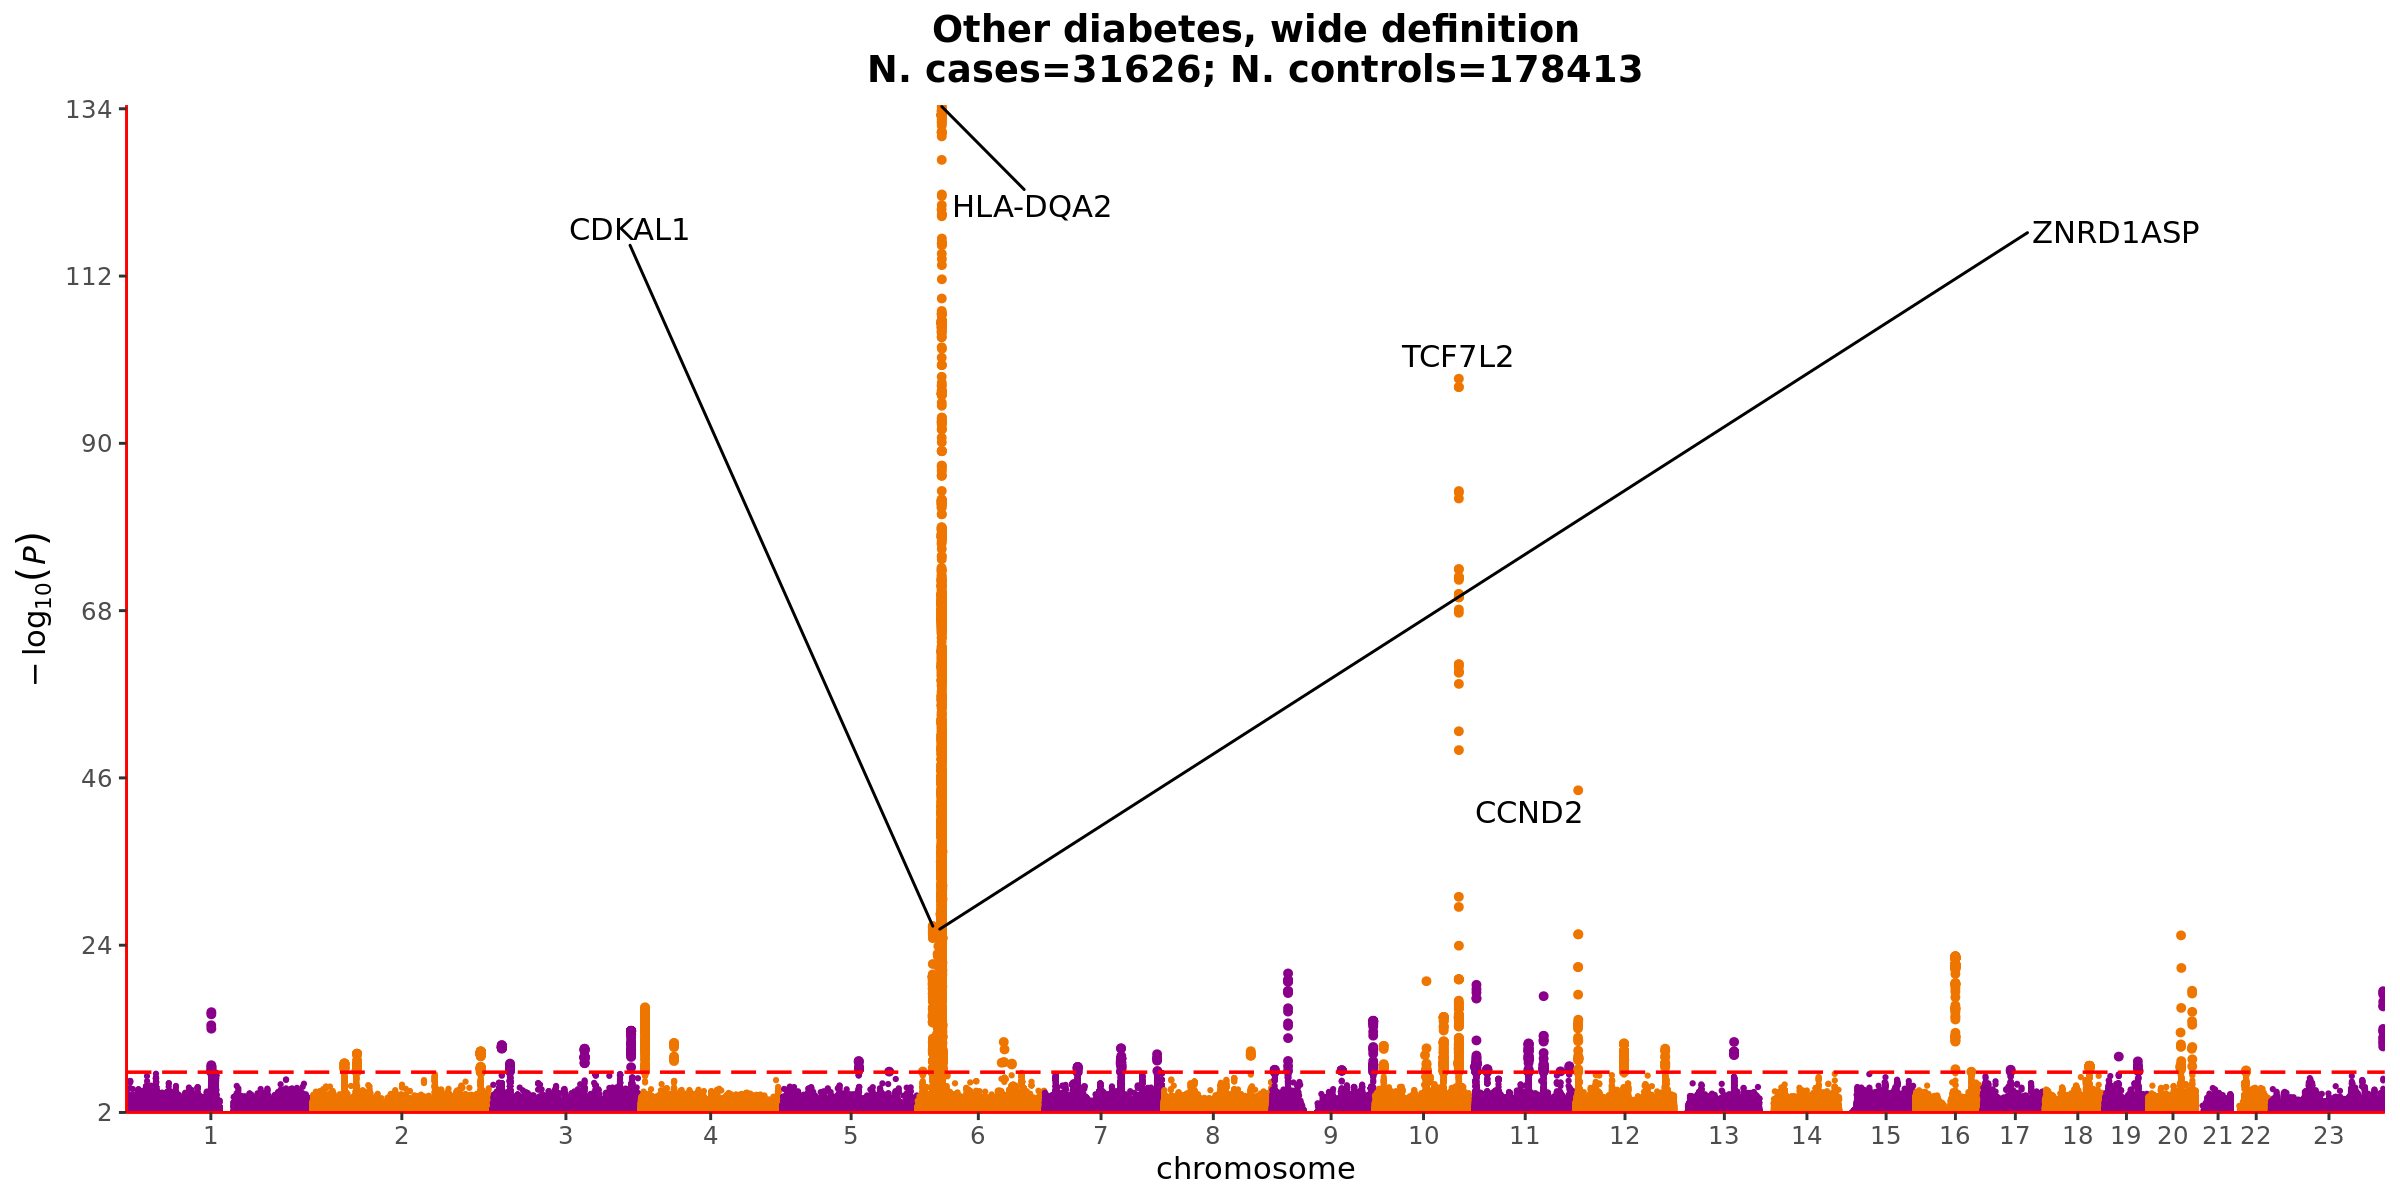 Other diabetes, wide definition
N. cases=31626; N. controls=178413
134
112
90
68
46
24
2
−log10(P)
HLA-DQA2
CDKAL1
ZNRD1ASP
TCF7L2
CCND2
1 2 3 4 5 6 7 8 9 10 11 12 13 14 15 16 17 18 19 20 21 22 23
chromosome